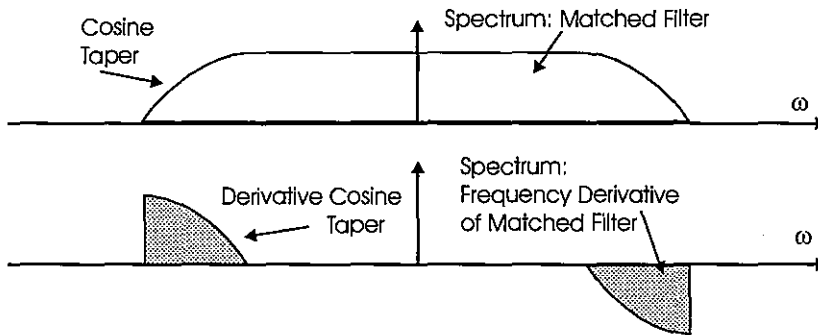 Cosine
Taper
Spectrum: Matched Filter
ω
Derivative Cosine
Taper
Spectrum:
Frequency Derivative
of Matched Filter
ω